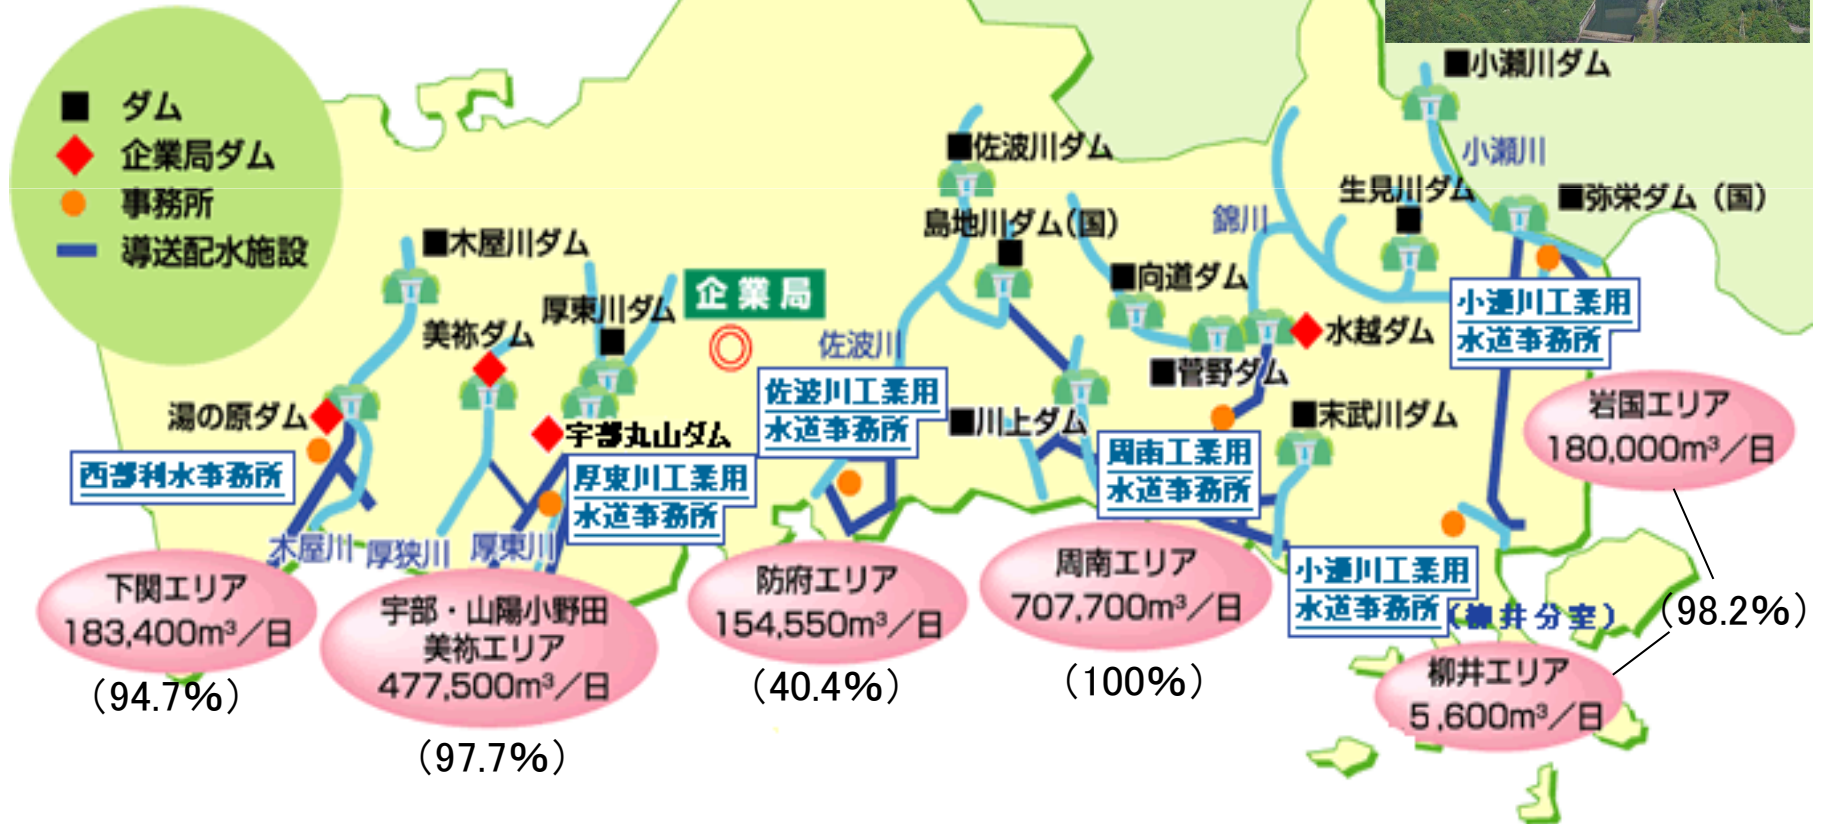 ■ ダム
◆ 企業局ダム
● 事務所
導送配水施設
■小瀬川ダム
小瀬川
■佐波川ダム
生見川ダム
■弥栄ダム（国）
島地川ダム(国)
錦川
■木屋川ダム
企業局
■向道ダム
厚東川ダム
美祢ダム
佐波川
水越ダム
小瀬川工業用
水道事務所
■菅野ダム
佐波川工業用
水道事務所
湯の原ダム
宇部丸山ダム
■川上ダム
■末武川ダム
岩国エリア
180,000m³／日
西部利水事務所
厚東川工業用
水道事務所
周南工業用
水道事務所
木屋川
厚狭川
厚東川
下関エリア
183,400m³／日
（94.7%）
宇部・山陽小野田
美祢エリア
477,500m³／日
（97.7%）
防府エリア
154,550m³／日
（40.4%）
周南エリア
707,700m³／日
（100%）
小瀬川工業用
水道事務所
（柳井分室）
（98.2%）
柳井エリア
5,600m³／日